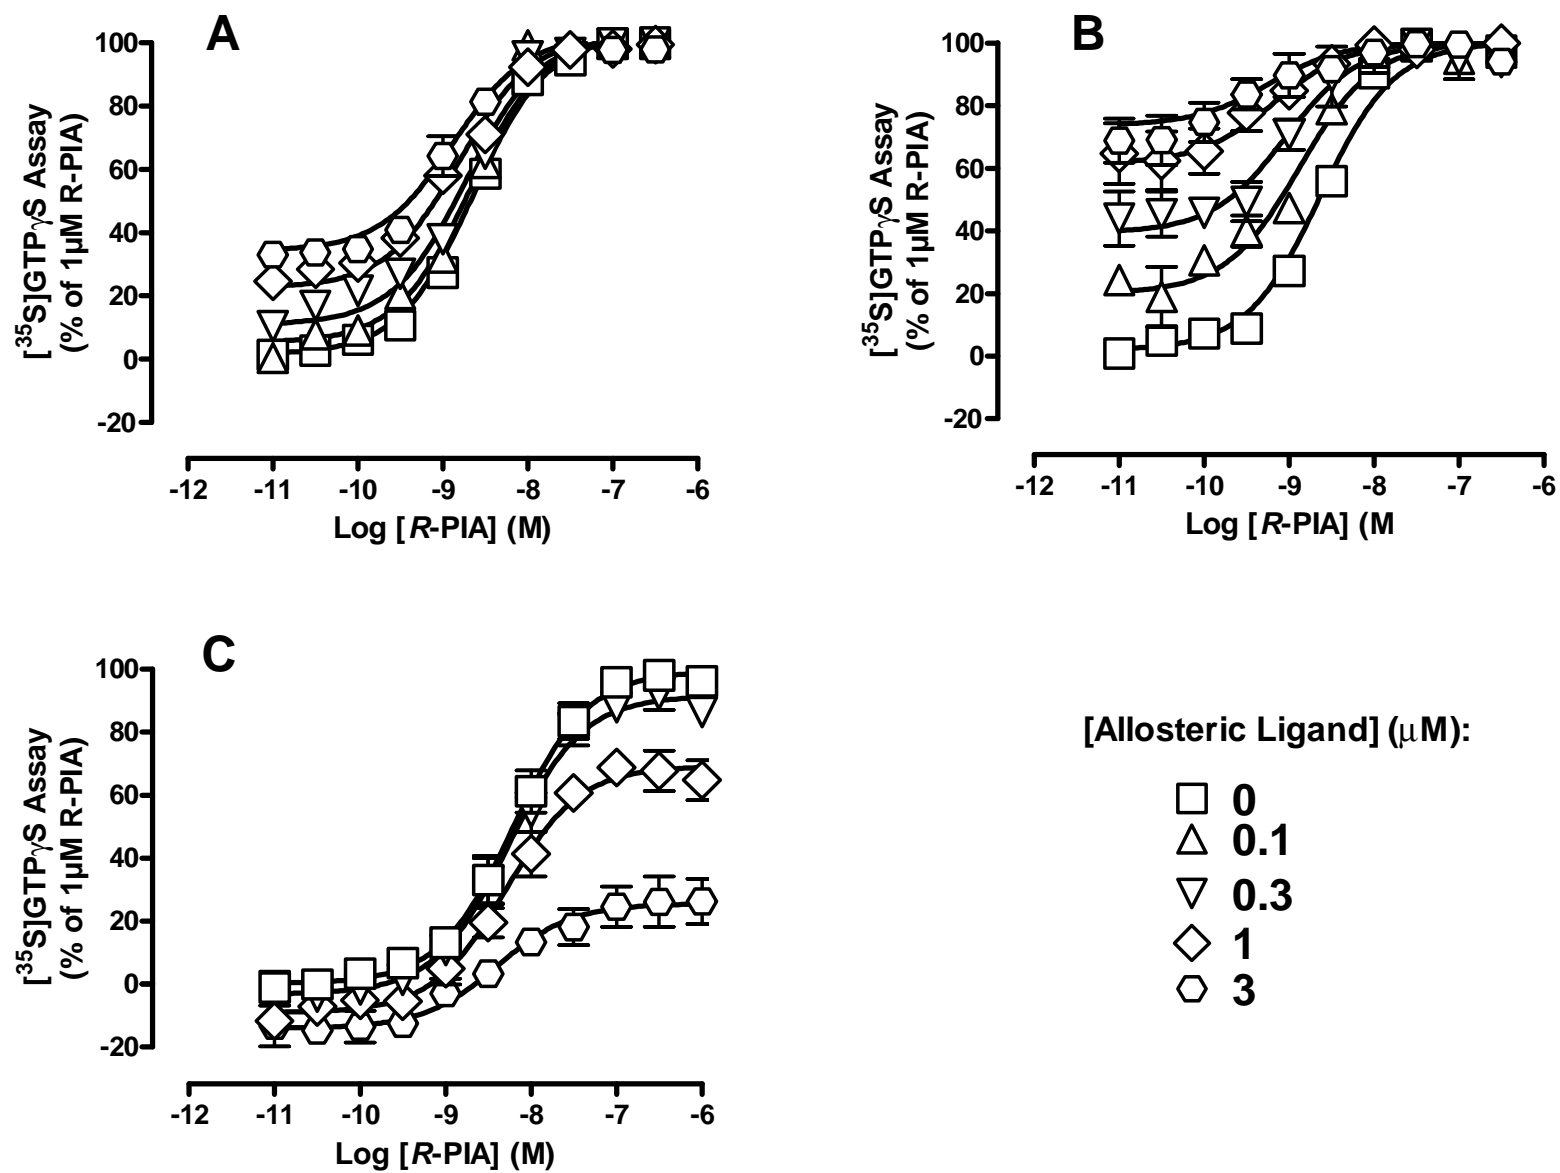 A
[35S]GTPγS Assay
(% of 1µM R-PIA)
100
80
60
40
20
0
-20
-12 -11 -10 -9 -8 -7 -6
Log [R-PIA] (M)
B
[35S]GTPγS Assay
(% of 1µM R-PIA)
100
80
60
40
20
0
-20
-12 -11 -10 -9 -8 -7 -6
Log [R-PIA] (M
C
[35S]GTPγS Assay
(% of 1µM R-PIA)
100
80
60
40
20
0
-20
-12 -11 -10 -9 -8 -7 -6
Log [R-PIA] (M)
[Allosteric Ligand] (μM):
0
0.1
0.3
1
3